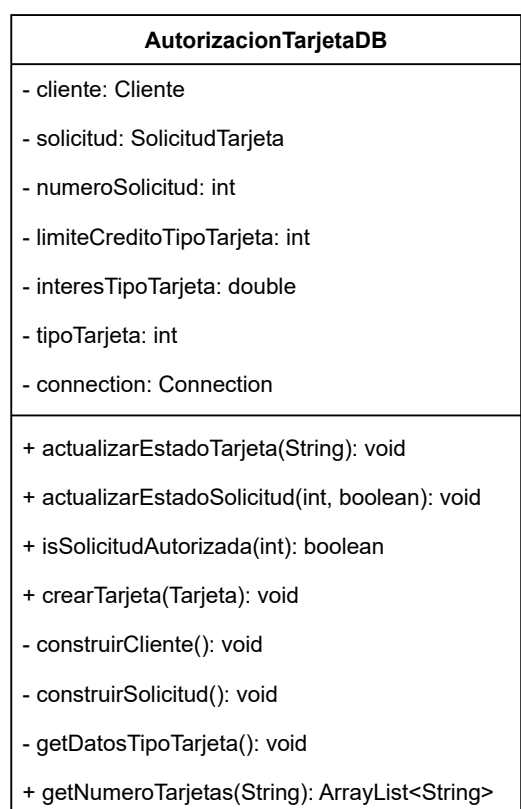 AutorizacionTarjetaDB
- cliente: Cliente
- solicitud: SolicitudTarjeta
- numeroSolicitud: int
- limiteCreditoTipoTarjeta: int
- interesTipoTarjeta: double
- tipoTarjeta: int
- connection: Connection
+ actualizarEstadoTarjeta(String): void
+ actualizarEstadoSolicitud(int, boolean): void
+ isSolicitudAutorizada(int): boolean
+ crearTarjeta(Tarjeta): void
- construirCliente(): void
- construirSolicitud(): void
- getDatosTipoTarjeta(): void
+ getNumeroTarjetas(String): ArrayList<String>